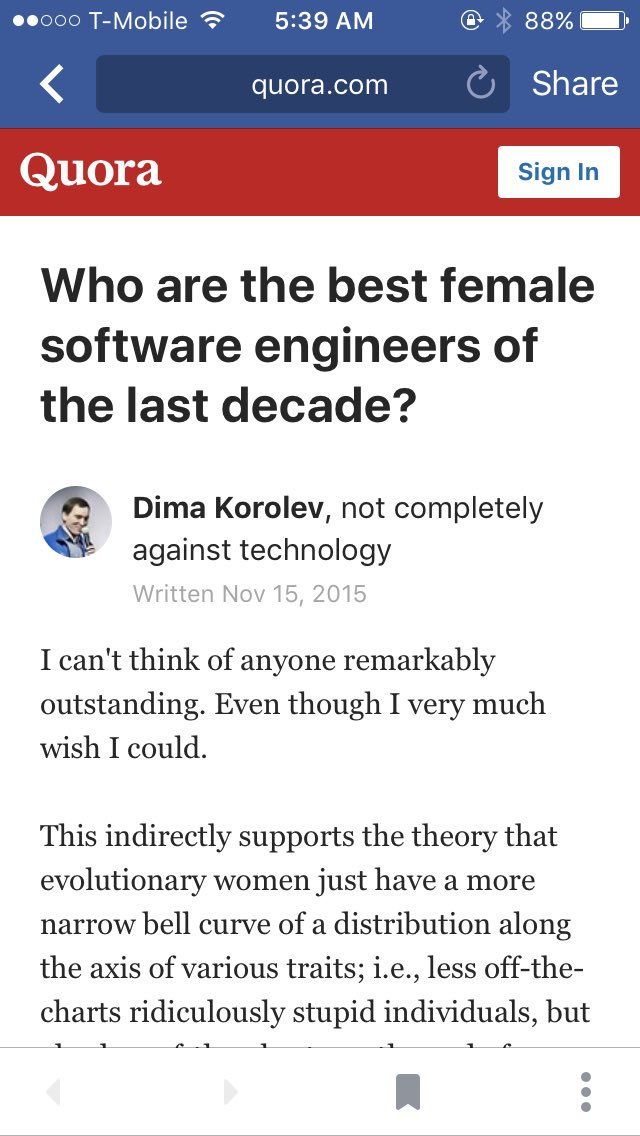 T-Mobile 5:39 AM 88%
quora.com Share
Quora Sign In
Who are the best female
software engineers of
the last decade?
Dima Korolev, not completely
against technology
Written Nov 15, 2015
I can't think of anyone remarkably
outstanding. Even though I very much
wish I could.
This indirectly supports the theory that
evolutionary women just have a more
narrow bell curve of a distribution along
the axis of various traits; i.e., less off-the-
charts ridiculously stupid individuals, but